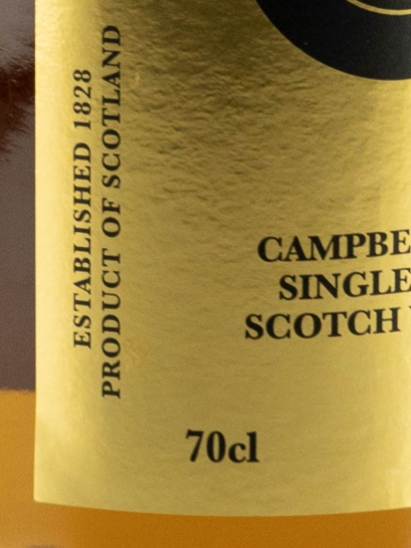 ESTABLISHED 1828
PRODUCT OF SCOTLAND
CAMPBE
SINGLE
SCOTCH
70cl